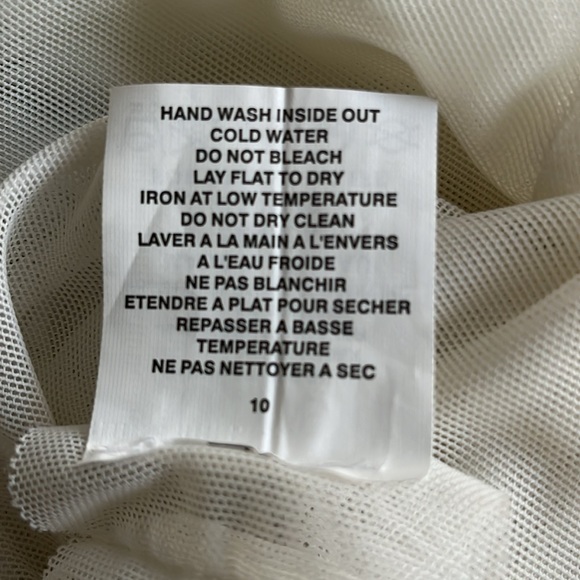 HAND WASH INSIDE OUT
COLD WATER
DO NOT BLEACH
LAY FLAT TO DRY
IRON AT LOW TEMPERATURE
DO NOT DRY CLEAN
LAVER A LA MAIN A L'ENVERS
A L'EAU FROIDE
NE PAS BLANCHIR
ETENDRE A PLAT POUR SECHER
REPASSER A BASSE
TEMPERATURE
NE PAS NETTOYER A SEC
10